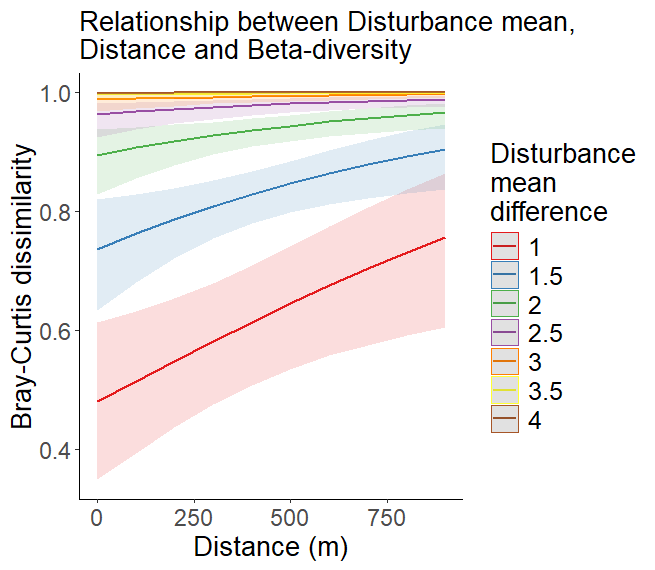 Relationship between Disturbance mean,
Distance and Beta-diversity
Bray-Curtis dissimilarity
1.0
0.8
0.6
0.4
0
250
500
750
Distance (m)
Disturbance
mean
difference
1
1.5
2
2.5
3
3.5
4